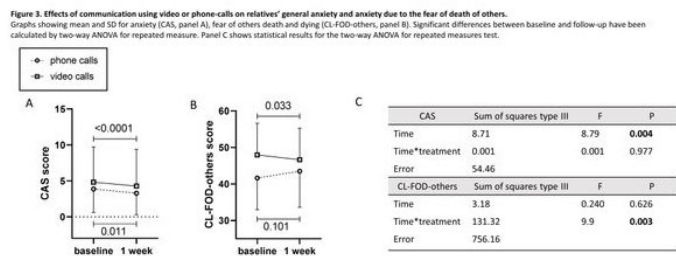 Figure 3. Effects of communication using video or phone-calls on relatives' general anxiety and anxiety due to the fear of death of others.
Graphs showing mean and SD for anxiety (CAS, panel A), fear of others death and dying (CL-FOD-others, panel B). Significant differences between baseline and follow-up have been
calculated by two-way ANOVA for repeated measure. Panel C shows statistical results for the two-way ANOVA for repeated measures test.
phone calls
video calls
A
CAS score
15
10
5
0
<0.0001
0.011
baseline 1 week
B
CL-FOD-others score
60
50
40
30
0.033
0.101
baseline 1 week
C
CAS Sum of squares type III F P
Time 8.71 8.79 0.004
Time*treatment 0.001 0.001 0.977
Error 54.46
CL-FOD-others Sum of squares type III F P
Time 3.18 0.240 0.626
Time*treatment 131.32 9.9 0.003
Error 756.16